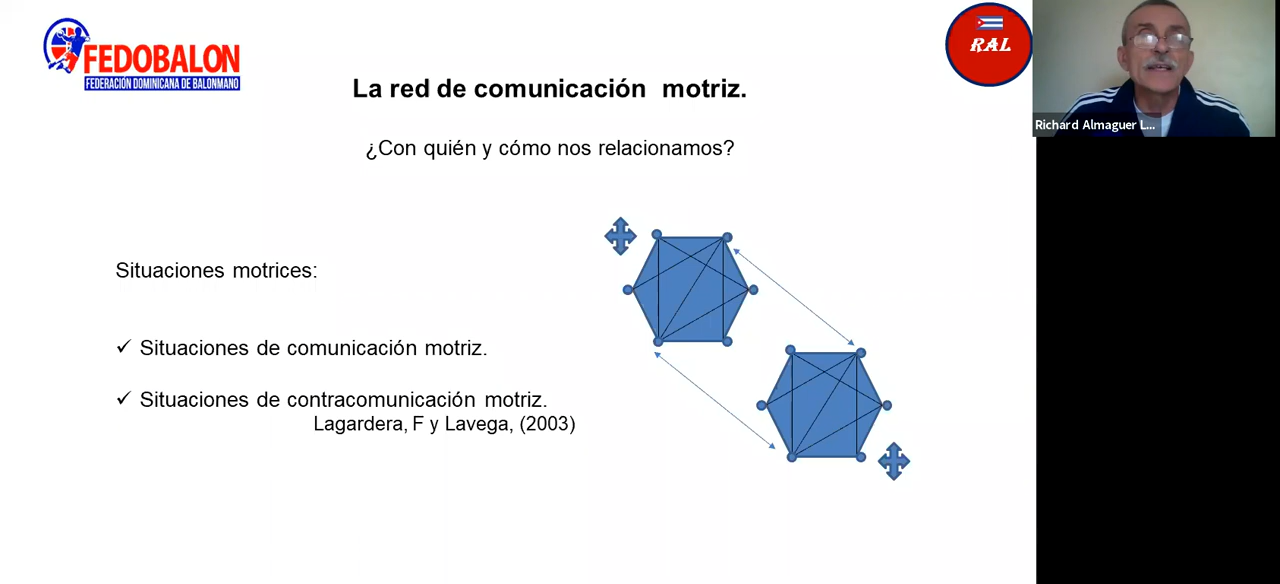 FEDOBALON
FEDERACIÓN DOMINICANA DE BALONMANO
RAL
Richard Almaguer L...
La red de comunicación motriz.
¿Con quién y cómo nos relacionamos?
Situaciones motrices:
✓ Situaciones de comunicación motriz.
✓ Situaciones de contracomunicación motriz.
Lagardera, F y Lavega, (2003)